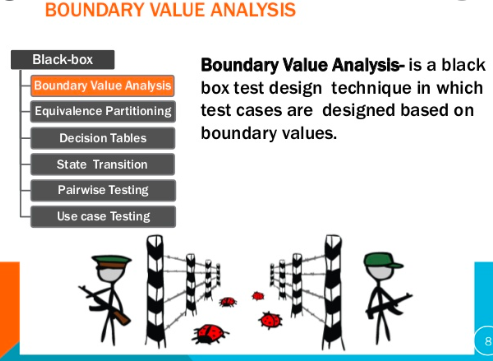 BOUNDARY VALUE ANALYSIS
Black-box
Boundary Value Analysis
Equivalence Partitioning
Decision Tables
State Transition
Pairwise Testing
Use case Testing
Boundary Value Analysis- is a black
box test design technique in which
test cases are designed based on
boundary values.
8